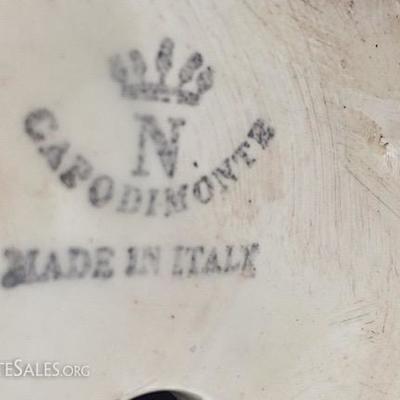 N
CAPODIMONTE
MADE IN ITALY
TESALES.ORG